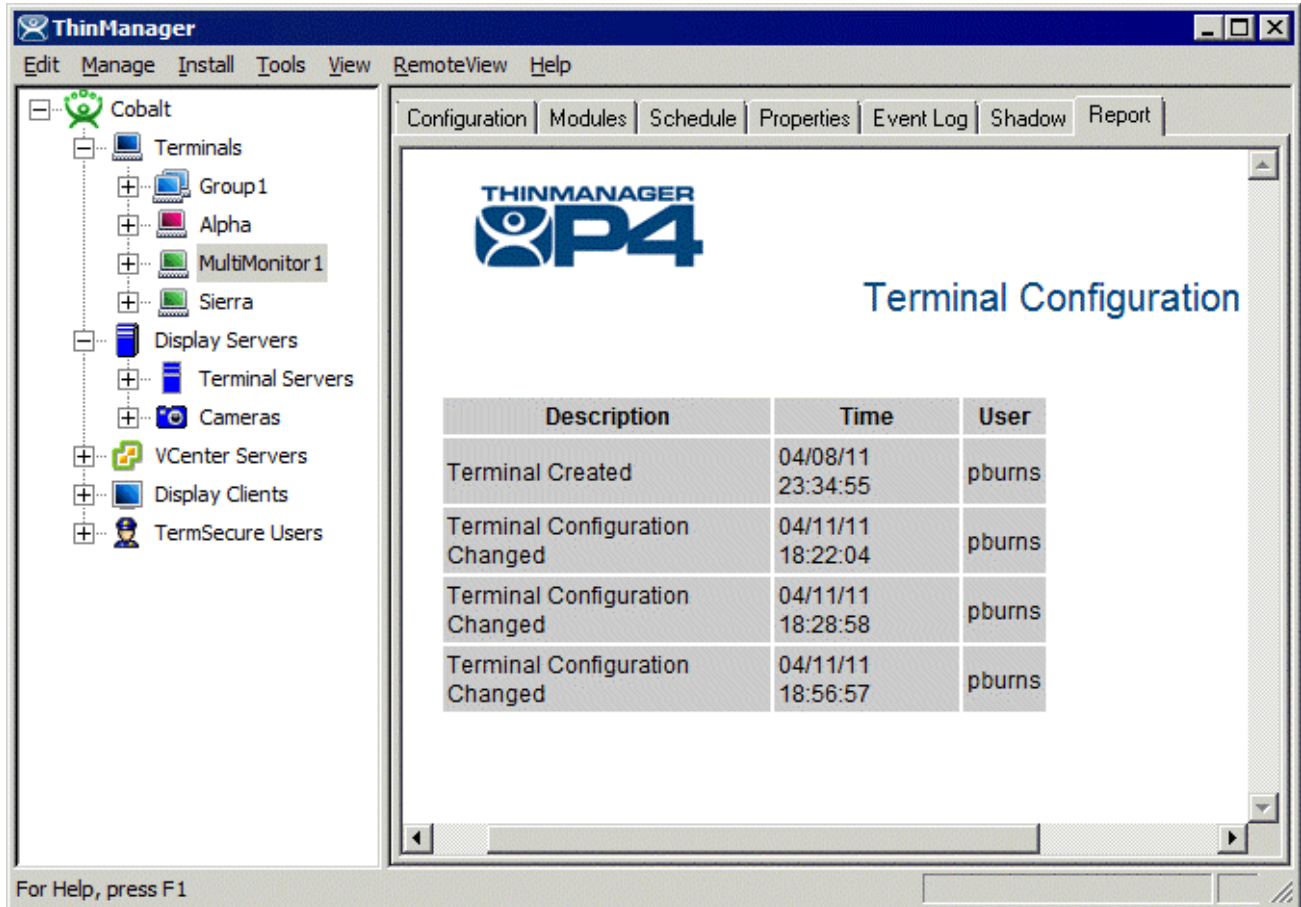 ThinManager
Edit Manage Install Tools View RemoteView Help
Cobalt
Terminals
Group1
Alpha
MultiMonitor1
Sierra
Display Servers
Terminal Servers
Cameras
VCenter Servers
Display Clients
TermSecure Users
Configuration Modules Schedule Properties Event Log Shadow Report
THINMANAGER
P4
Terminal Configuration
Description Time User
Terminal Created 04/08/11 23:34:55 pburns
Terminal Configuration Changed 04/11/11 18:22:04 pburns
Terminal Configuration Changed 04/11/11 18:28:58 pburns
Terminal Configuration Changed 04/11/11 18:56:57 pburns
For Help, press F1